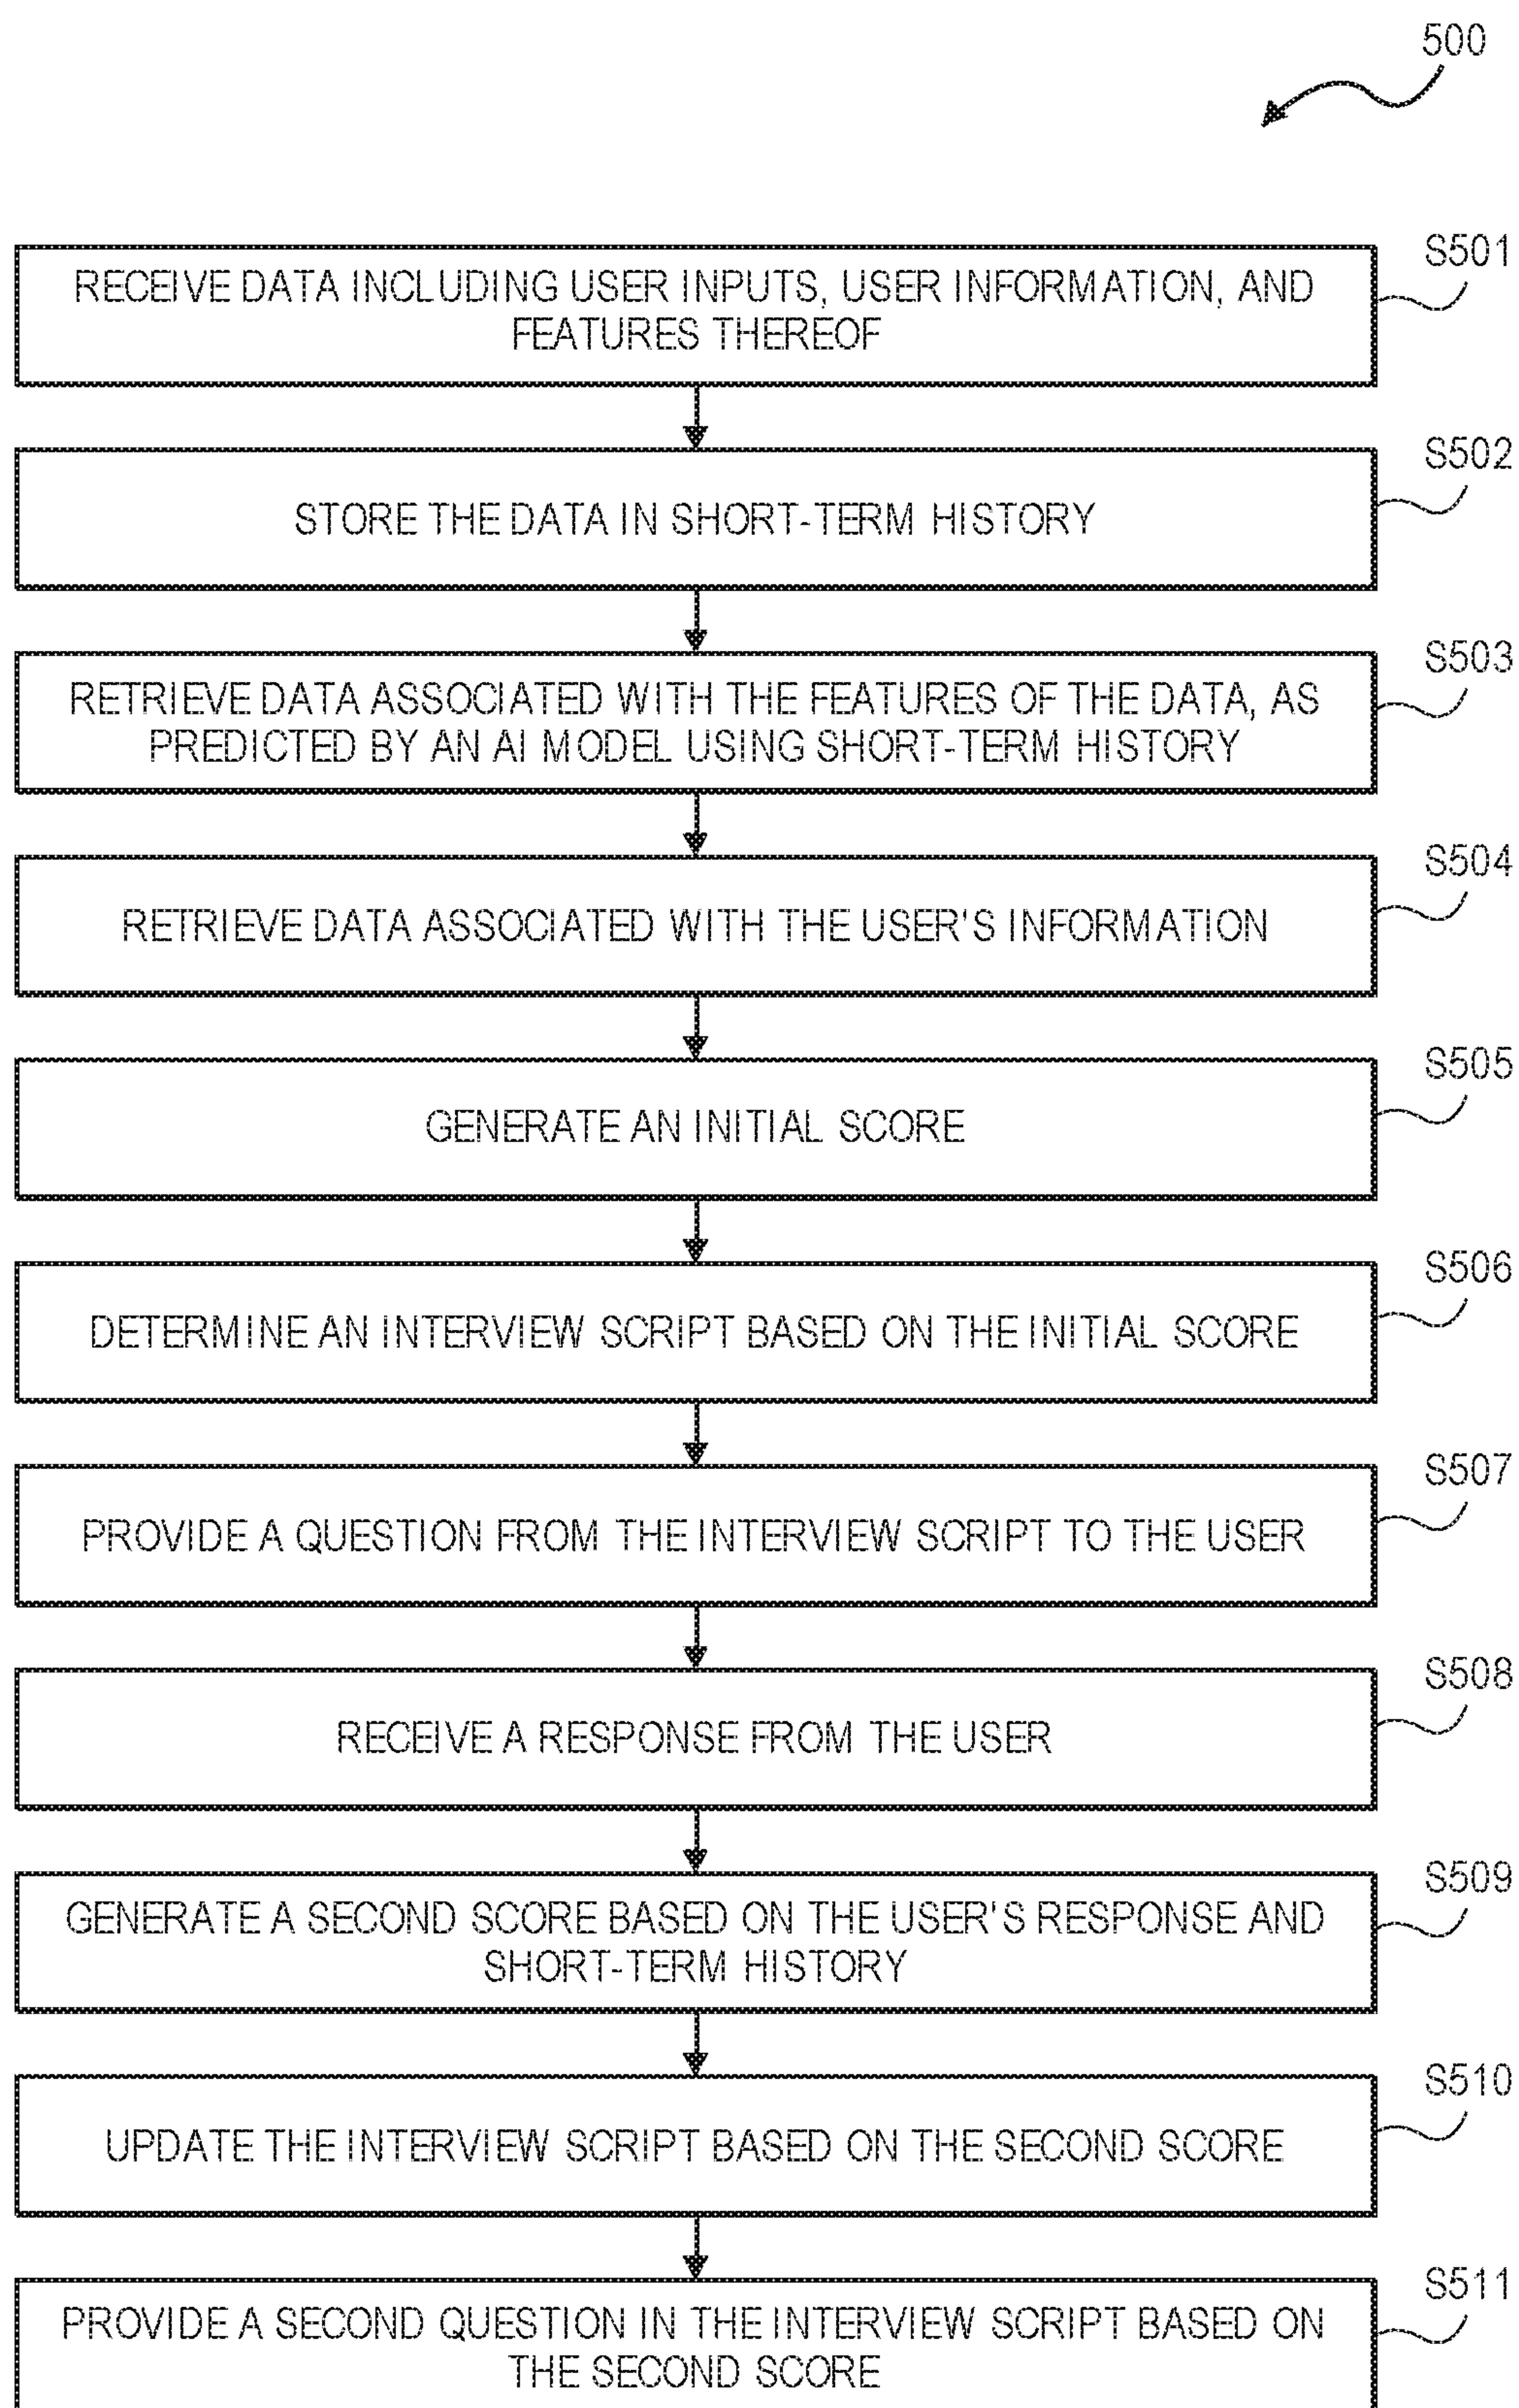 500
S501
RECEIVE DATA INCLUDING USER INPUTS, USER INFORMATION, AND
FEATURES THEREOF
S502
STORE THE DATA IN SHORT-TERM HISTORY
S503
RETRIEVE DATA ASSOCIATED WITH THE FEATURES OF THE DATA, AS
PREDICTED BY AN AI MODEL USING SHORT-TERM HISTORY
S504
RETRIEVE DATA ASSOCIATED WITH THE USER'S INFORMATION
S505
GENERATE AN INITIAL SCORE
S506
DETERMINE AN INTERVIEW SCRIPT BASED ON THE INITIAL SCORE
S507
PROVIDE A QUESTION FROM THE INTERVIEW SCRIPT TO THE USER
S508
RECEIVE A RESPONSE FROM THE USER
S509
GENERATE A SECOND SCORE BASED ON THE USER'S RESPONSE AND
SHORT-TERM HISTORY
S510
UPDATE THE INTERVIEW SCRIPT BASED ON THE SECOND SCORE
S511
PROVIDE A SECOND QUESTION IN THE INTERVIEW SCRIPT BASED ON
THE SECOND SCORE